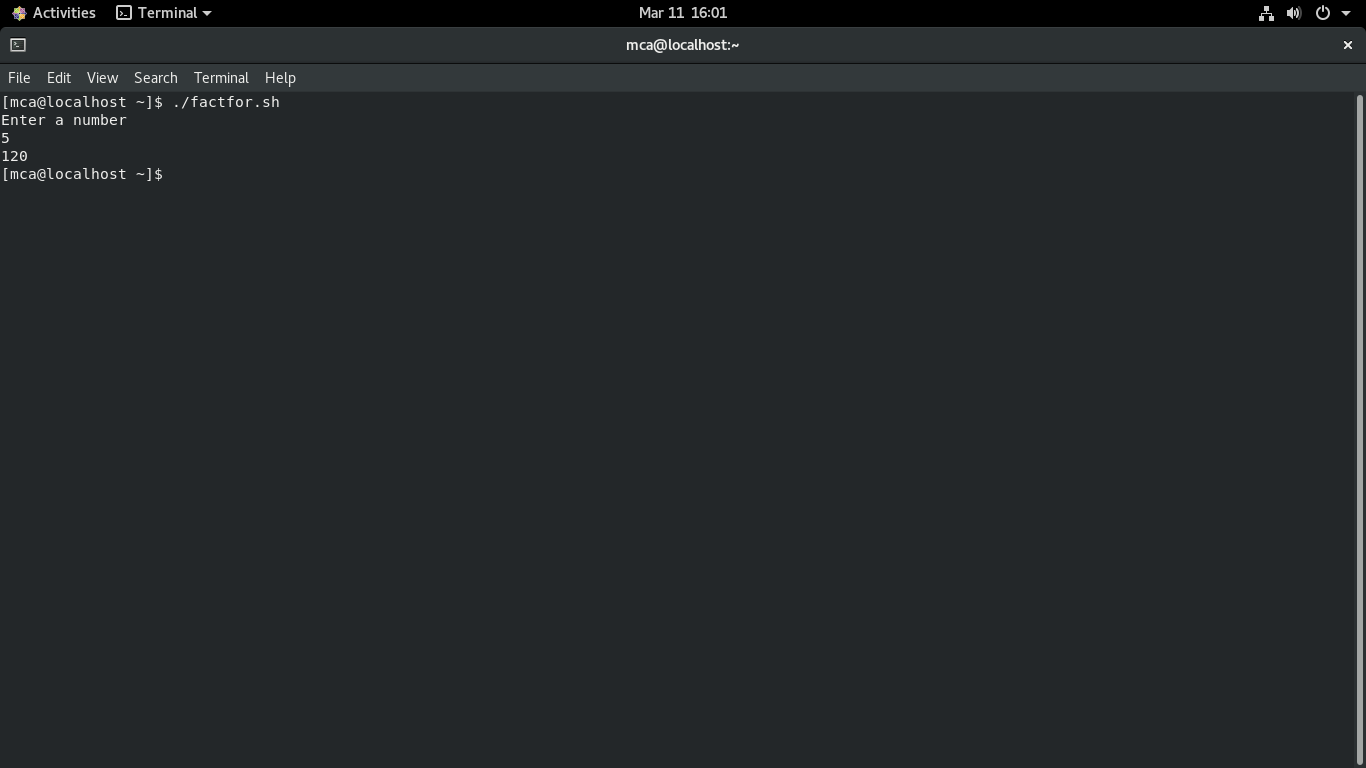 Activities Terminal Mar 11 16:01
mca@localhost:~
File Edit View Search Terminal Help
[mca@localhost ~]$ ./factfor.sh
Enter a number
5
120
[mca@localhost ~]$